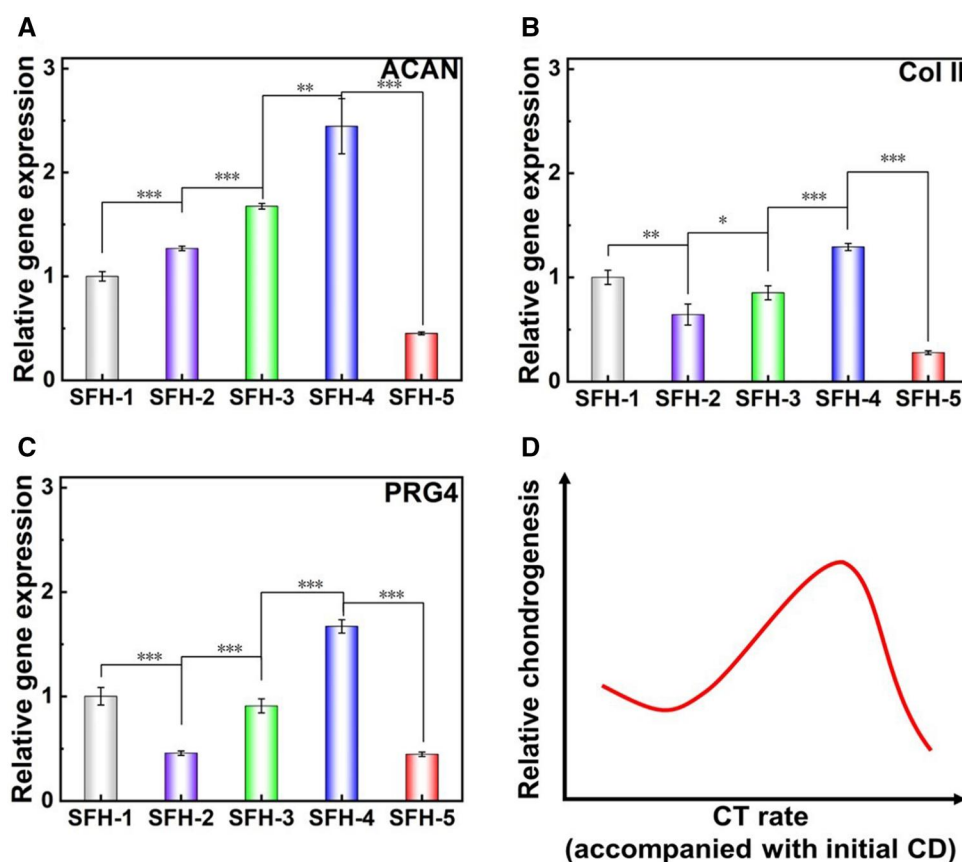 A
Relative gene expression
3
2
1
0
ACAN
***
***
**
***
SFH-1 SFH-2 SFH-3 SFH-4 SFH-5
B
Relative gene expression
3
2
1
0
Col II
**
*
***
***
SFH-1 SFH-2 SFH-3 SFH-4 SFH-5
C
Relative gene expression
3
2
1
0
PRG4
***
***
***
***
SFH-1 SFH-2 SFH-3 SFH-4 SFH-5
D
Relative chondrogenesis
CT rate
(accompanied with initial CD)